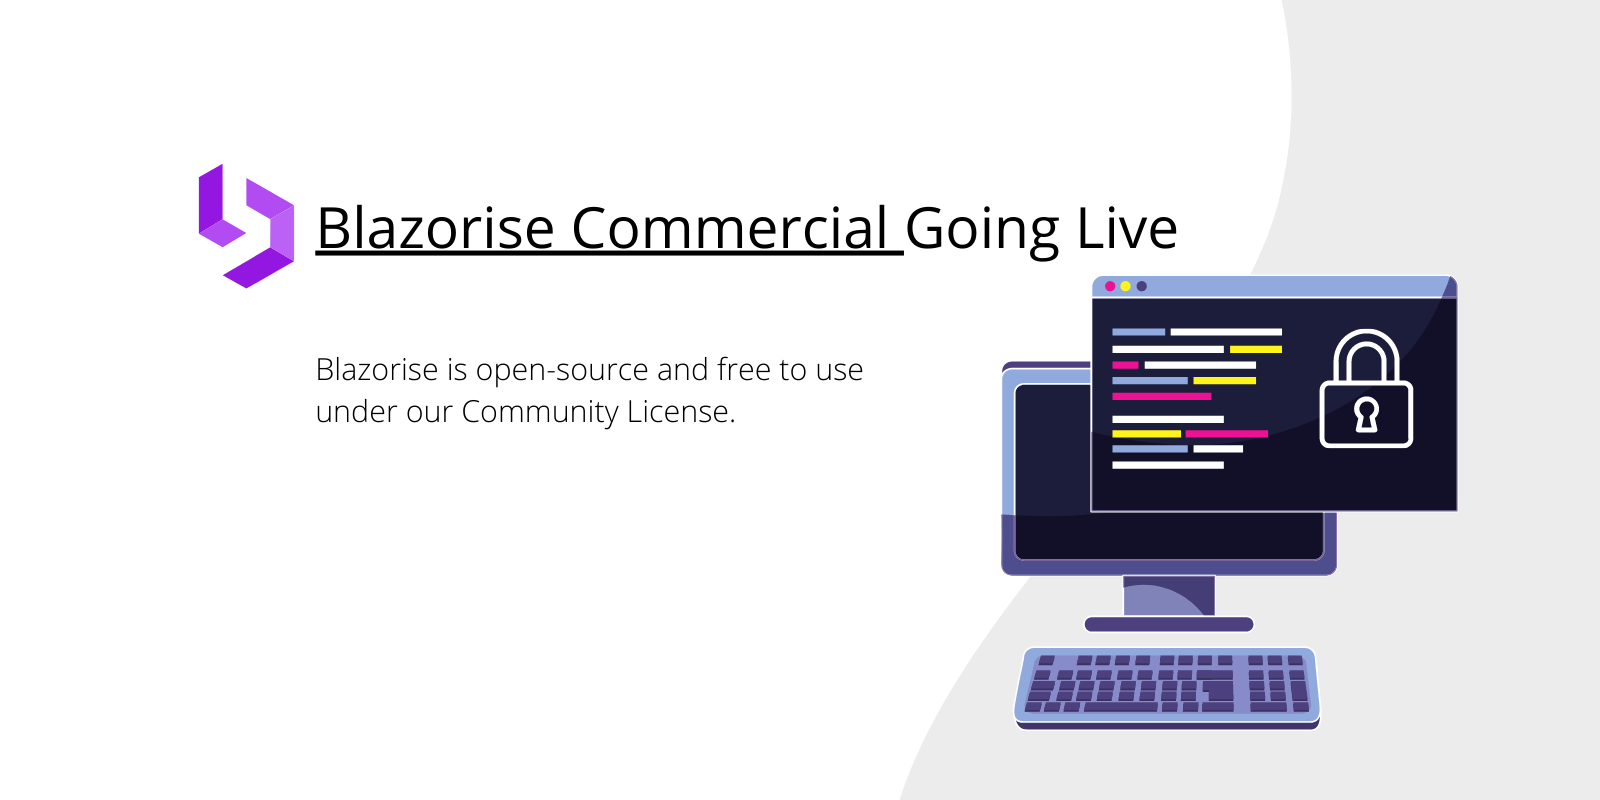 Blazorise Commercial Going Live
Blazorise is open-source and free to use
under our Community License.